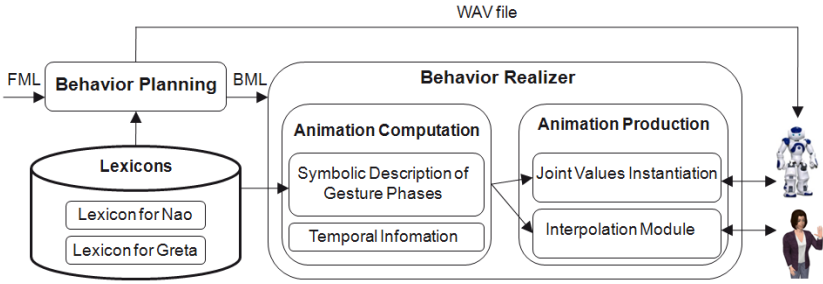 WAV file
FML
Behavior Planning
BML
Behavior Realizer
Lexicons
Lexicon for Nao
Lexicon for Greta
Animation Computation
Symbolic Description of
Gesture Phases
Temporal Infomation
Animation Production
Joint Values Instantiation
Interpolation Module